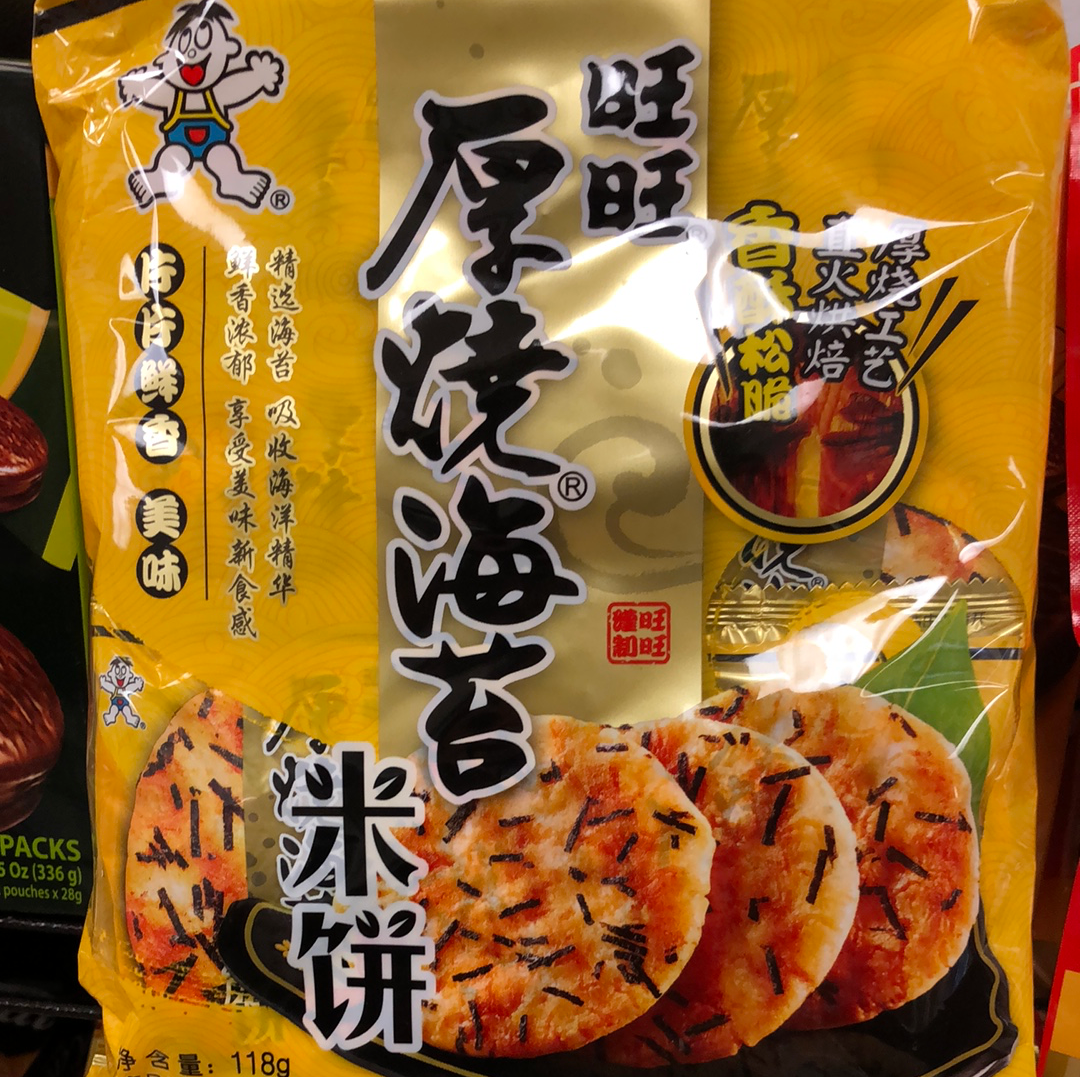 旺旺
®
厚烧海苔
®
米饼
厚烧工艺
直火烘焙
香酥松脆
®
精选海苔 吸收海洋精华
鲜香浓郁 享受美味新食感
片片鲜香 美味
旺旺
监制
®
净含量：118g
PACKS
5 Oz (336 g)
pouches x 28g